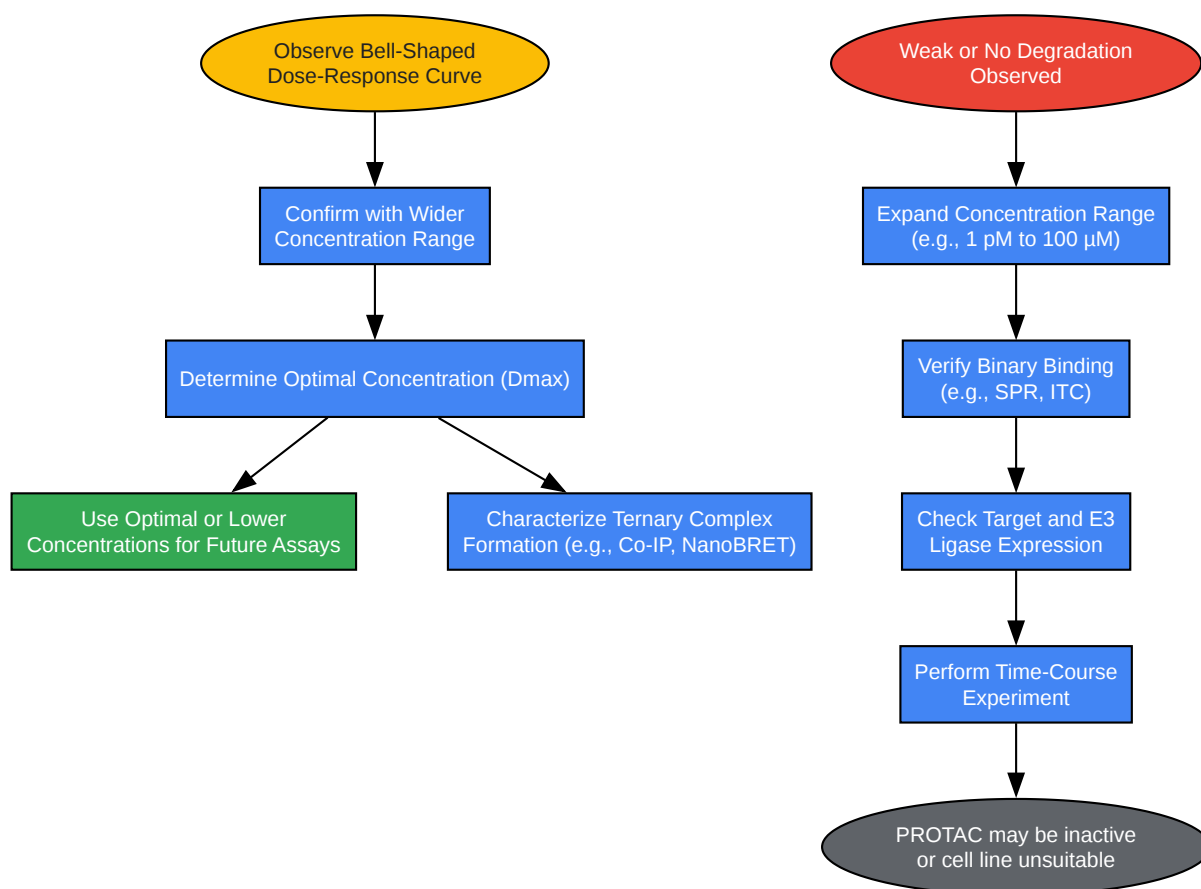 Observe Bell-Shaped
Dose-Response Curve
Confirm with Wider
Concentration Range
Determine Optimal Concentration (Dmax)
Use Optimal or Lower
Concentrations for Future Assays
Characterize Ternary Complex
Formation (e.g., Co-IP, NanoBRET)
Weak or No Degradation
Observed
Expand Concentration Range
(e.g., 1 pM to 100 µM)
Verify Binary Binding
(e.g., SPR, ITC)
Check Target and E3
Ligase Expression
Perform Time-Course
Experiment
PROTAC may be inactive
or cell line unsuitable